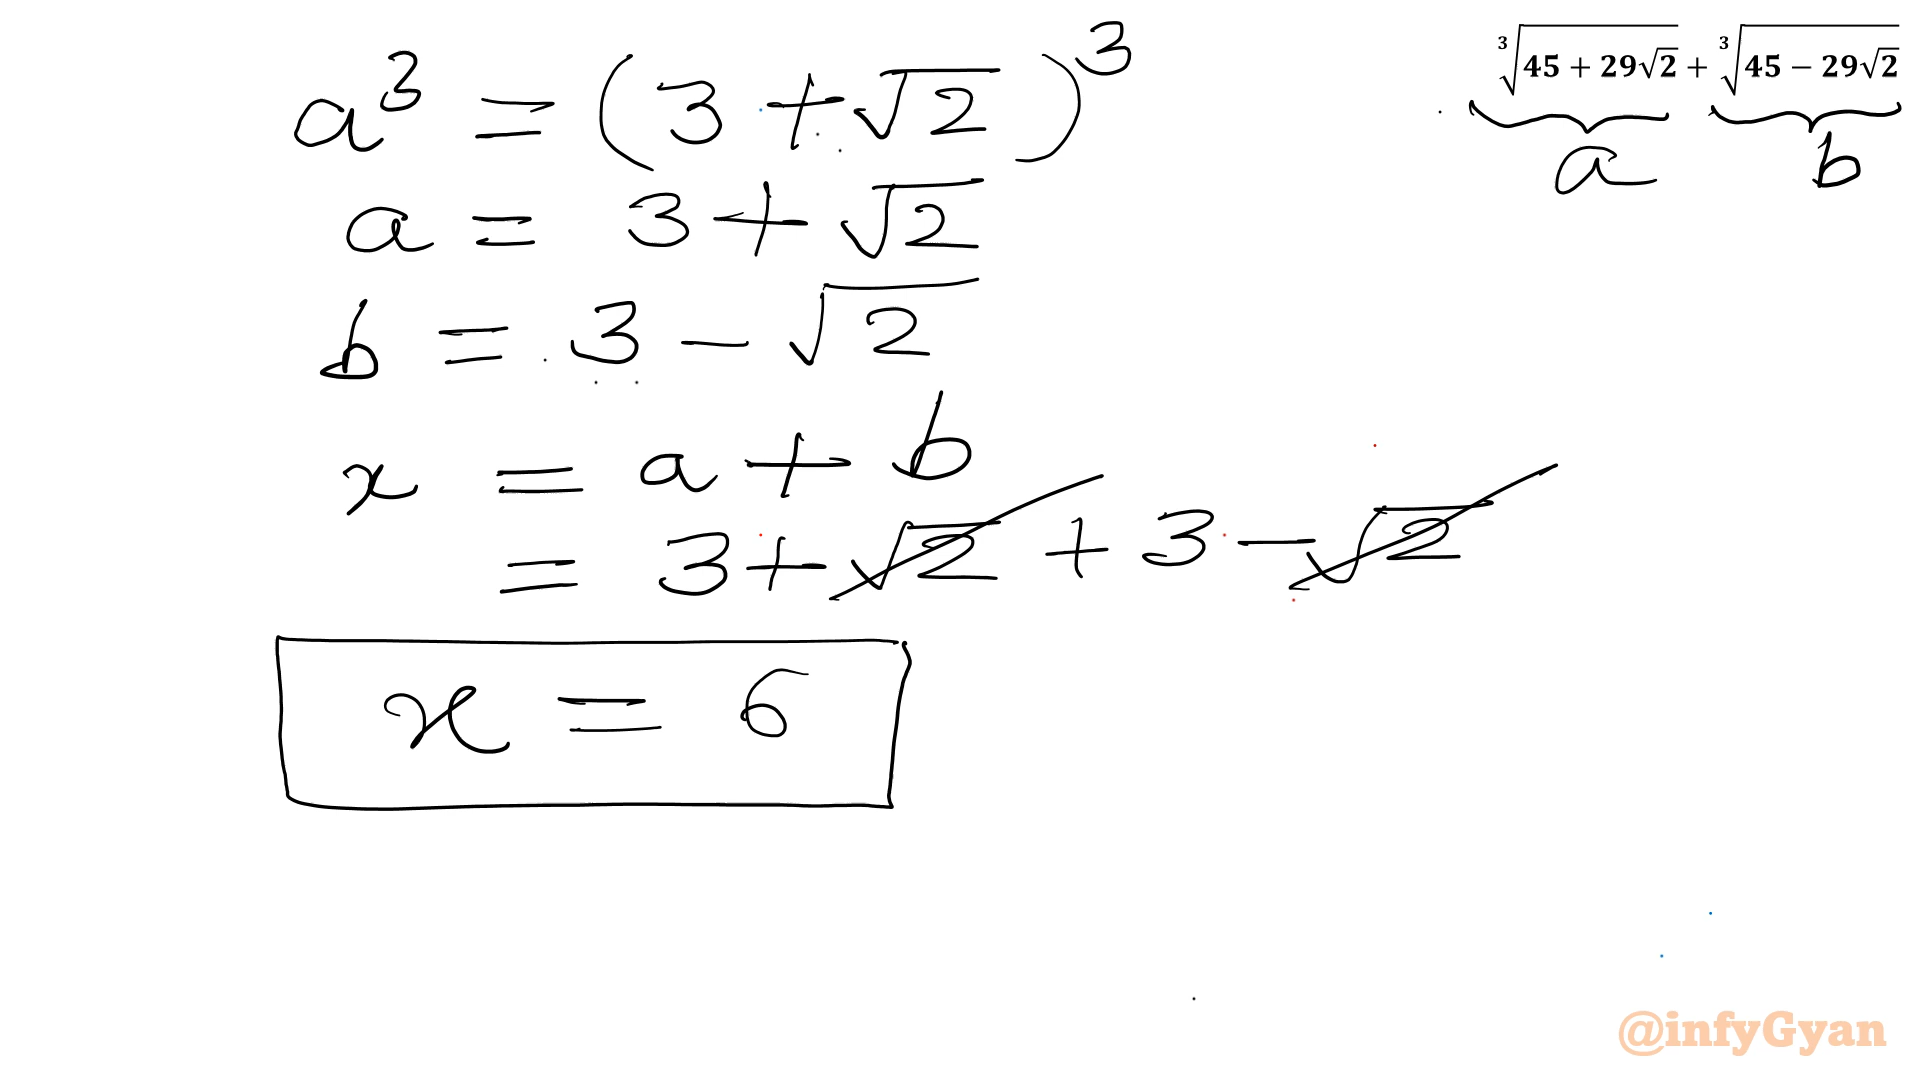 ∛(45 + 29√2) + ∛(45 − 29√2)
a b
a³ = (3 + √2)³
a = 3 + √2
b = 3 − √2
x = a + b
= 3 + √2 + 3 − √2
x = 6
@infyGyan